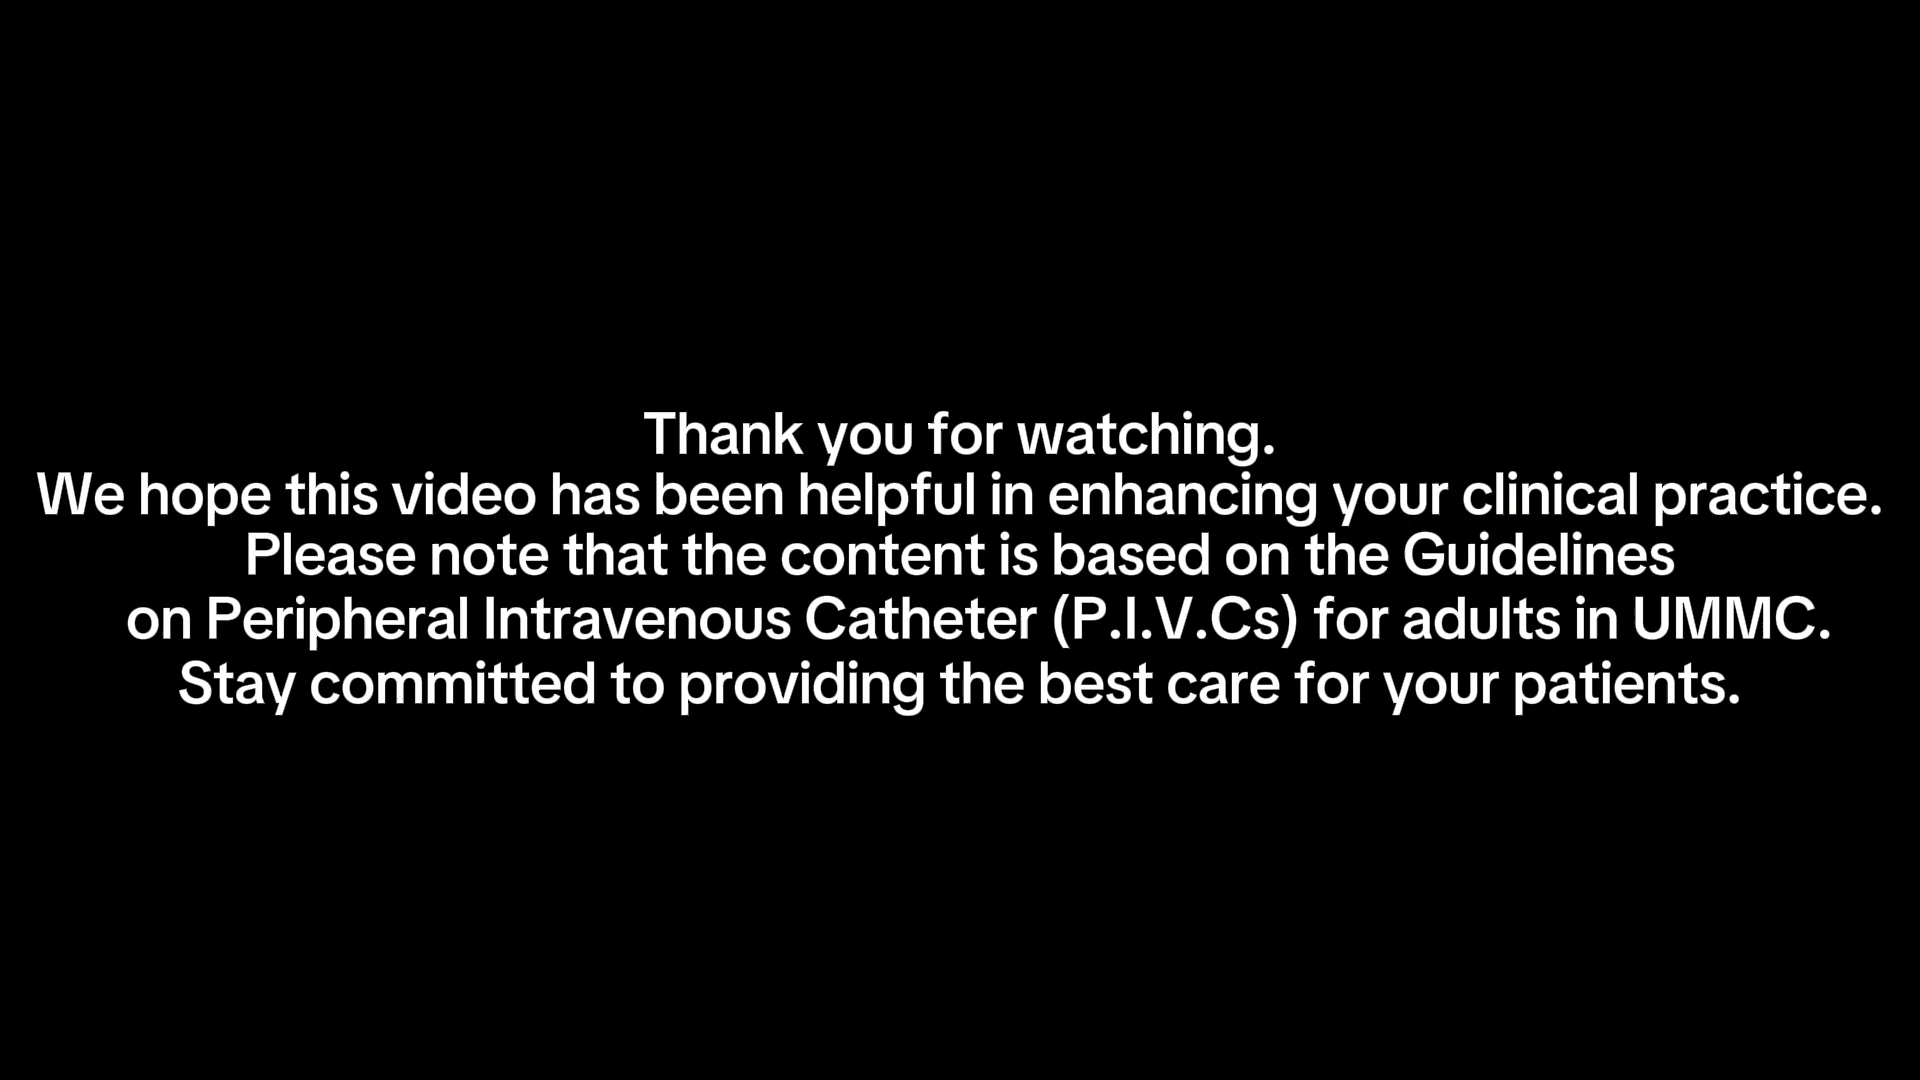 Thank you for watching.
We hope this video has been helpful in enhancing your clinical practice.
Please note that the content is based on the Guidelines
on Peripheral Intravenous Catheter (P.I.V.Cs) for adults in UMMC.
Stay committed to providing the best care for your patients.